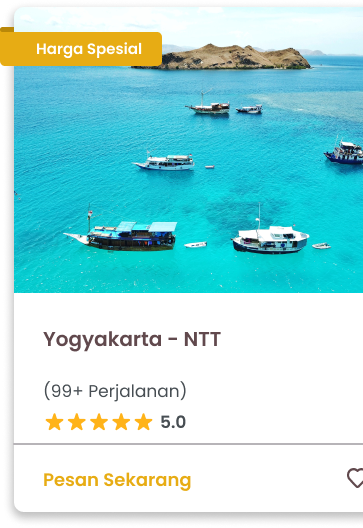 Harga Spesial
Yogyakarta - NTT
(99+ Perjalanan)
5.0
Pesan Sekarang